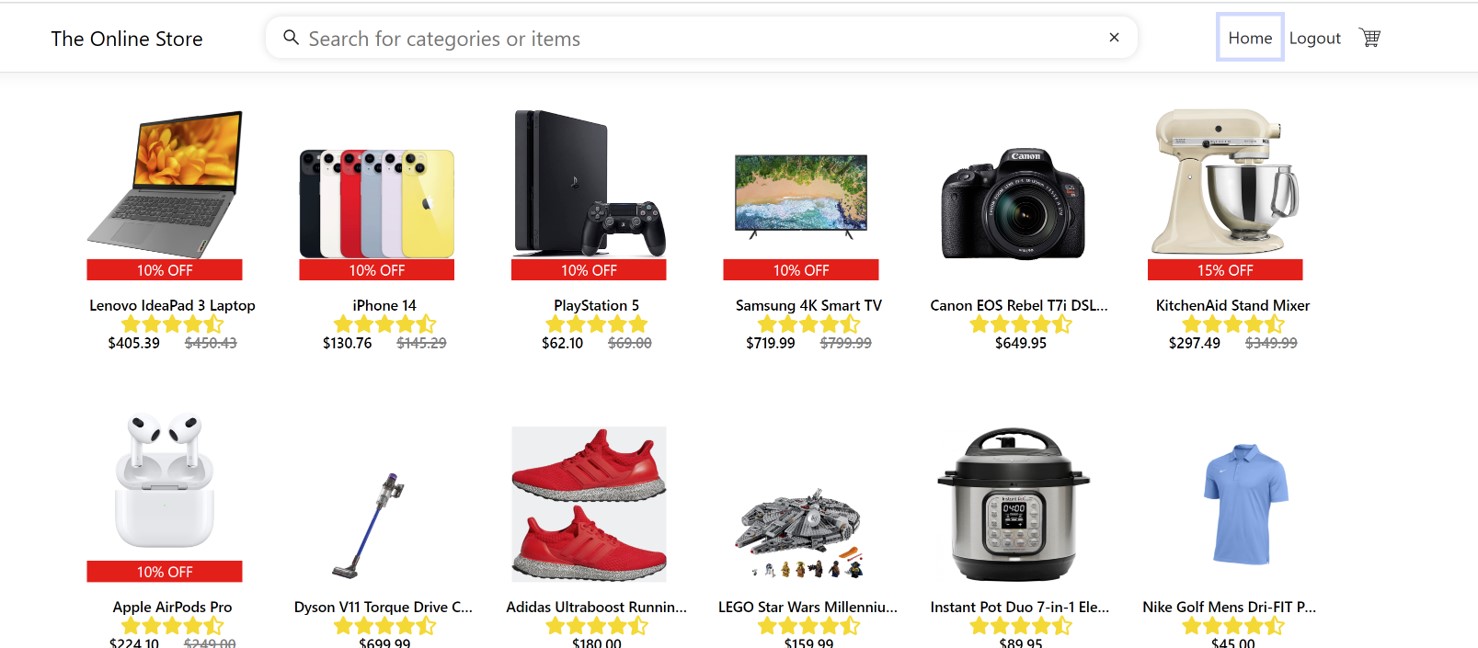 The Online Store
Search for categories or items
Home
Logout
Canon
10% OFF
10% OFF
10% OFF
10% OFF
15% OFF
Lenovo IdeaPad 3 Laptop
iPhone 14
PlayStation 5
Samsung 4K Smart TV
Canon EOS Rebel T7i DSL...
KitchenAid Stand Mixer
$405.39 $450.43
$130.76 $145.29
$62.10 $69.00
$719.99 $799.99
$649.95
$297.49 $349.99
04:00
10% OFF
Apple AirPods Pro
Dyson V11 Torque Drive C...
Adidas Ultraboost Runnin...
LEGO Star Wars Millenniu...
Instant Pot Duo 7-in-1 Ele...
Nike Golf Mens Dri-FIT P...
$224.10 $249.00
$699.99
$180.00
$159.99
$89.95
$45.00